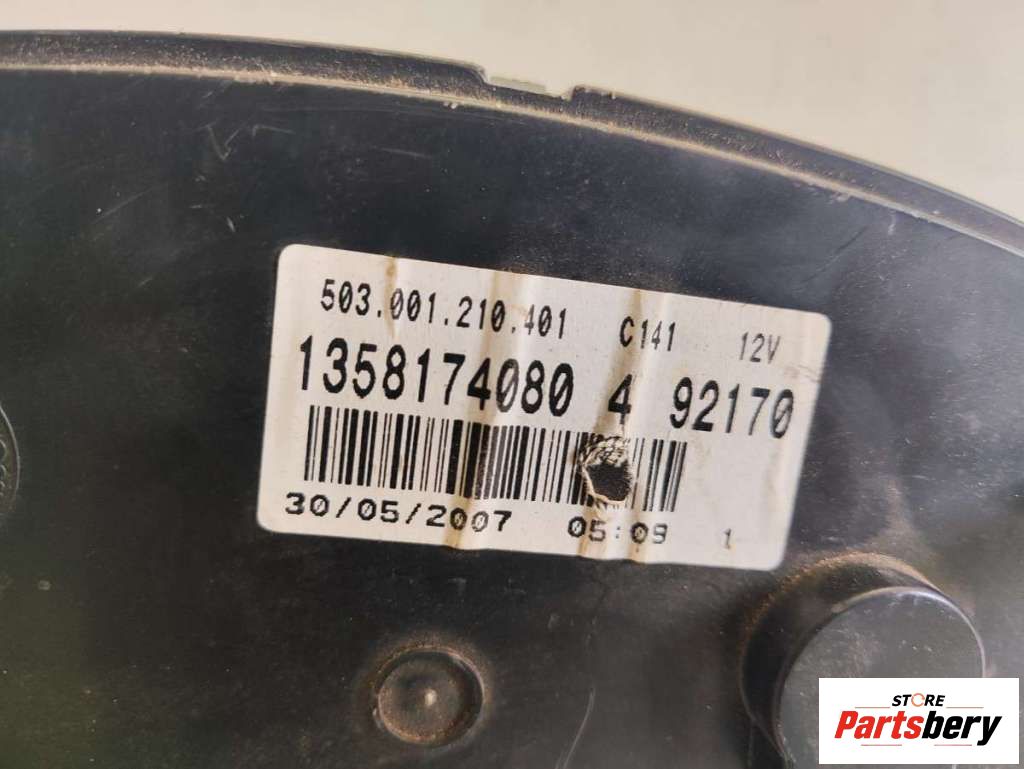 503.001.210.401 C141 12V
1358174080 4 92170
30/05/2007 05:09 1
STORE
Partsbery